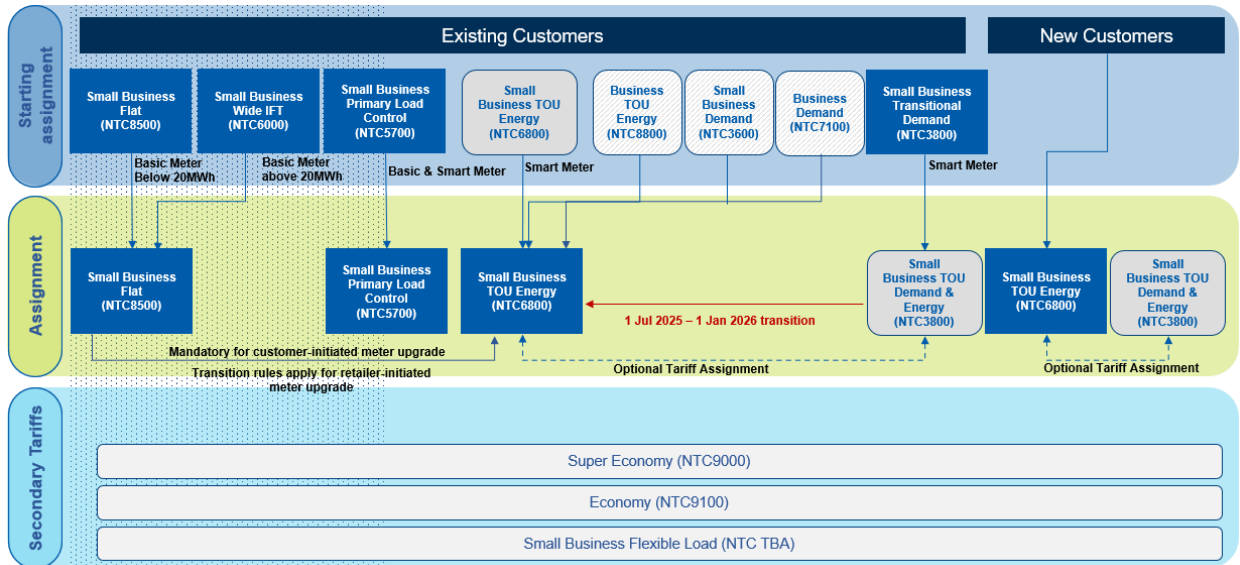 Starting
assignment
Existing Customers
New Customers
Small Business
Flat
(NTC8500)
Small Business
Wide IFT
(NTC6000)
Small Business
Primary Load
Control
(NTC5700)
Small
Business TOU
Energy
(NTC6800)
Business
TOU Energy
(NTC8800)
Small
Business
Demand
(NTC3600)
Business
Demand
(NTC7100)
Small Business
Transitional
Demand
(NTC3800)
Basic Meter
Below 20MWh
Basic Meter
above 20MWh
Basic & Smart Meter
Smart Meter
Smart Meter
Assignment
Small Business
Flat
(NTC8500)
Small Business
Primary Load
Control
(NTC5700)
Small Business
TOU Energy
(NTC6800)
1 Jul 2025 – 1 Jan 2026 transition
Small
Business TOU
Demand &
Energy
(NTC3800)
Small Business
TOU Energy
(NTC6800)
Small
Business TOU
Demand &
Energy
(NTC3800)
Mandatory for customer-initiated meter upgrade
Transition rules apply for retailer-initiated
meter upgrade
Optional Tariff Assignment
Optional Tariff Assignment
Secondary Tariffs
Super Economy (NTC9000)
Economy (NTC9100)
Small Business Flexible Load (NTC TBA)